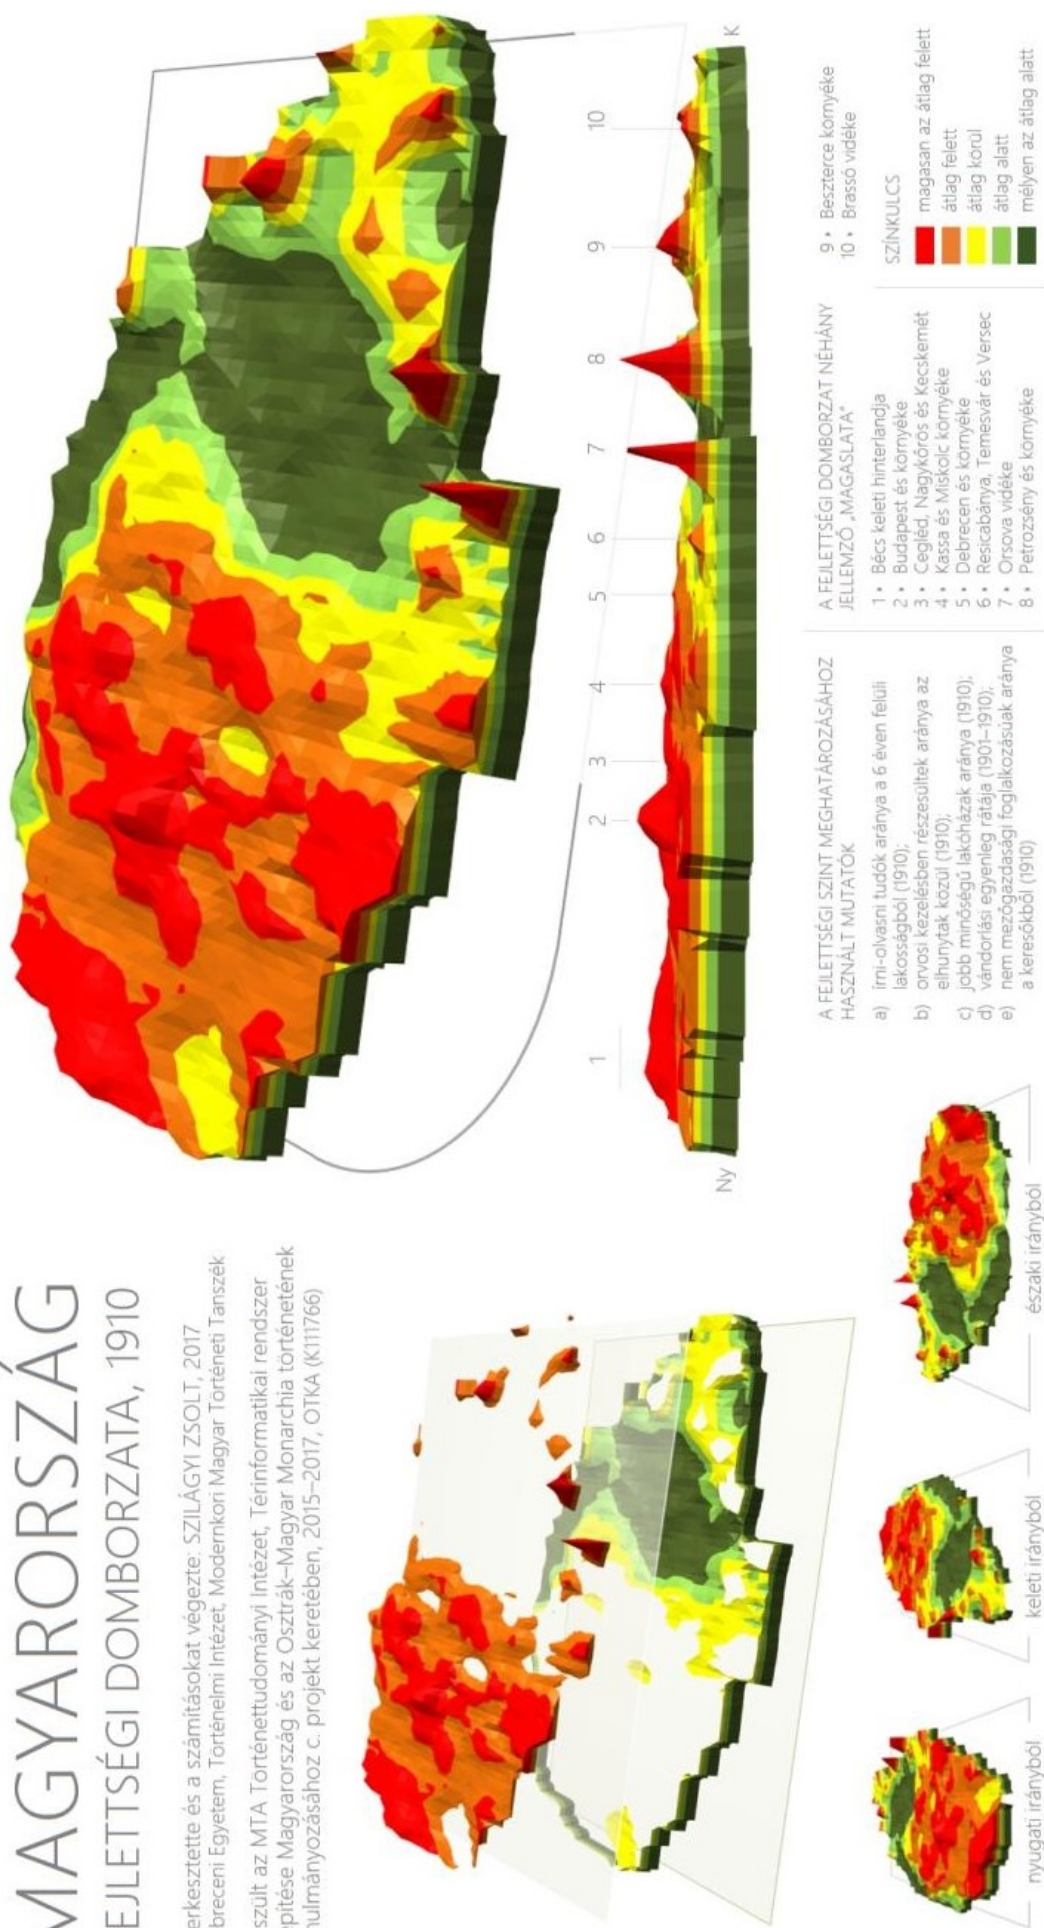 MAGYARORSZÁG
EJLETTSÉGI DOMBORZATA, 1910
erkesztette és a számításokat végezte: SZILÁGYI ZSOLT, 2017
breceni Egyetem, Történelmi Intézet, Modernkori Magyar Történeti Tanszék
szült az MTA Történettudományi Intézet, Térinformatikai rendszer
építése Magyarország és az Osztrák–Magyar Monarchia történetének
nulmányozásához c. projekt keretében, 2015–2017, OTKA (K111766)
Ny
1
2
3
4
5
6
7
8
9
10
K
nyugati irányból
keleti irányból
északi irányból
A FEJLETTSÉGI SZINT MEGHATÁROZÁSÁHOZ
HASZNÁLT MUTATÓK
a) írni-olvasni tudók aránya a 6 éven felüli
lakosságból (1910);
b) orvosi kezelésben részesültek aránya az
elhunytak közül (1910);
c) jobb minőségű lakóházak aránya (1910);
d) vándorlási egyenleg rátája (1901–1910);
e) nem mezőgazdasági foglalkozásúak aránya
a keresőkből (1910)
A FEJLETTSÉGI DOMBORZAT NÉHÁNY
JELLEMZŐ „MAGASLATA"
1 • Bécs keleti hinterlandja
2 • Budapest és környéke
3 • Cegléd, Nagykőrös és Kecskemét
4 • Kassa és Miskolc környéke
5 • Debrecen és környéke
6 • Resicabánya, Temesvár és Versec
7 • Orsova vidéke
8 • Petrozsény és környéke
9 • Beszterce környéke
10 • Brassó vidéke
SZÍNKULCS
magasan az átlag felett
átlag felett
átlag körül
átlag alatt
mélyen az átlag alatt